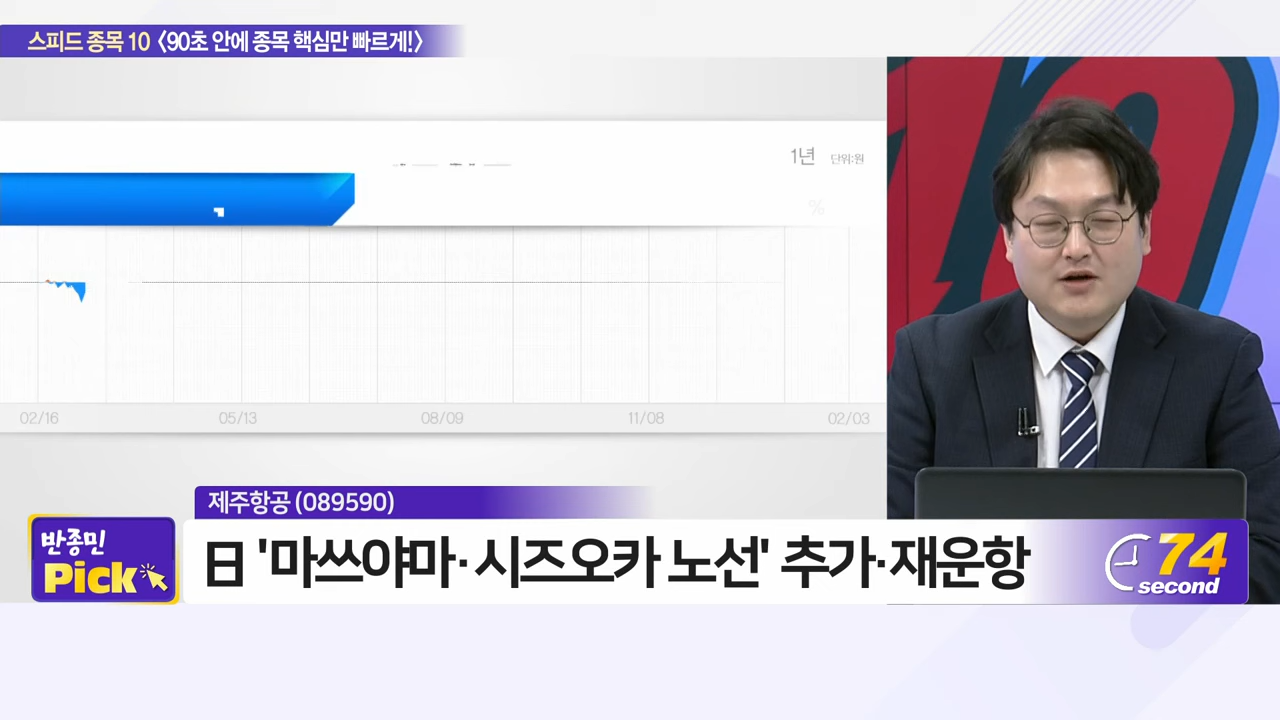 스피드 종목 10 〈90초 안에 종목 핵심만 빠르게!〉
1년 단위:원
%
02/16 05/13 08/09 11/08 02/03
제주항공 (089590)
반종민
Pick
日 '마쓰야마·시즈오카 노선' 추가·재운항
74
second